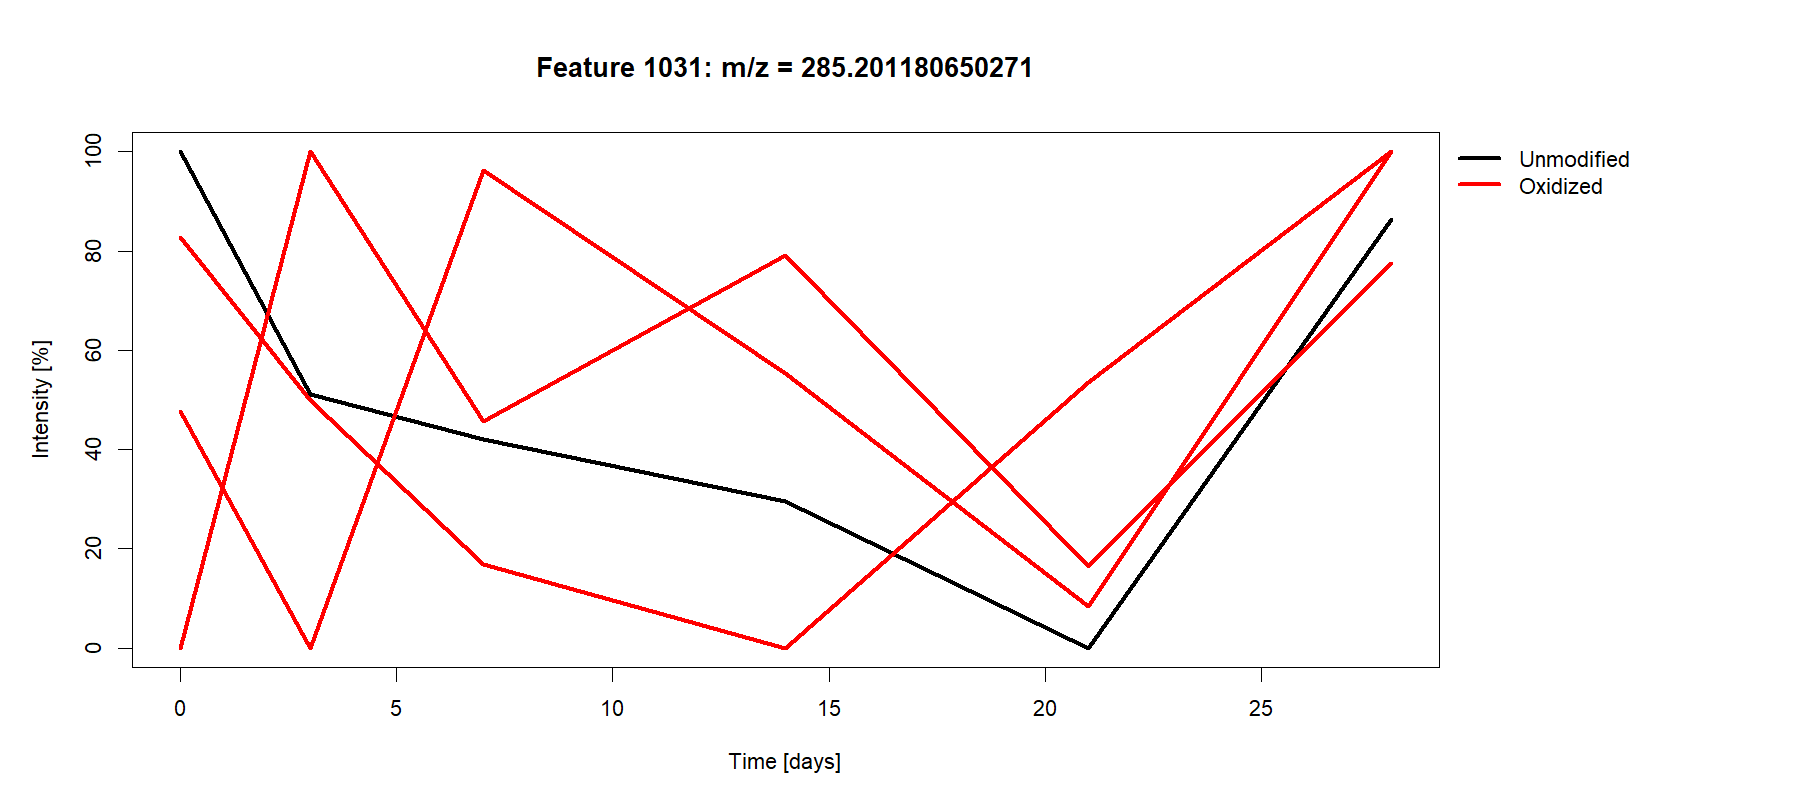 Feature 1031: m/z = 285.201180650271
Unmodified
Oxidized
Intensity [%]
100
80
60
40
20
0
0 5 10 15 20 25
Time [days]